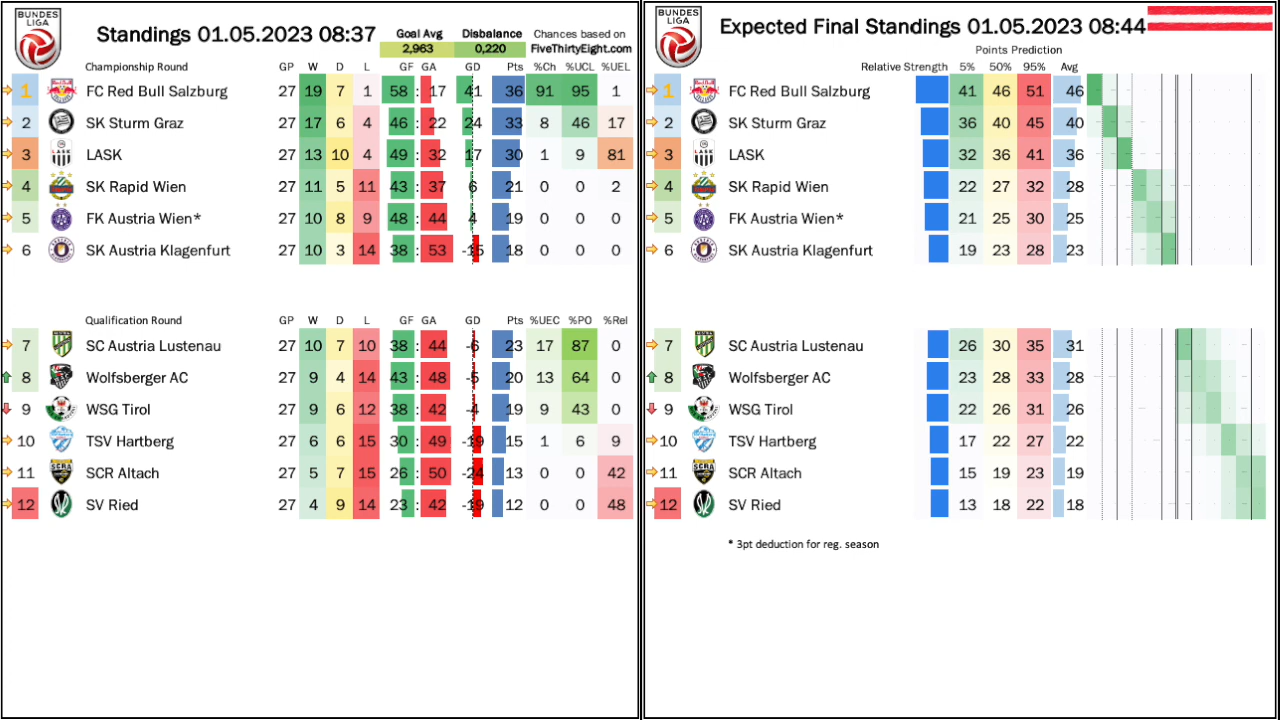 BUNDES LIGA
Standings 01.05.2023 08:37
Goal Avg Disbalance Chances based on
2,963 0,220 FiveThirtyEight.com
Championship Round GP W D L GF GA GD Pts %Ch %UCL %UEL
1 FC Red Bull Salzburg 27 19 7 1 58 : 17 41 36 91 95 1
2 SK Sturm Graz 27 17 6 4 46 : 22 24 33 8 46 17
3 LASK 27 13 10 4 49 : 32 17 30 1 9 81
4 SK Rapid Wien 27 11 5 11 43 : 37 6 21 0 0 2
5 FK Austria Wien* 27 10 8 9 48 : 44 4 19 0 0 0
6 SK Austria Klagenfurt 27 10 3 14 38 : 53 -15 18 0 0 0
Qualification Round GP W D L GF GA GD Pts %UEC %PO %Rel
7 SC Austria Lustenau 27 10 7 10 38 : 44 -6 23 17 87 0
8 Wolfsberger AC 27 9 4 14 43 : 48 -5 20 13 64 0
9 WSG Tirol 27 9 6 12 38 : 42 -4 19 9 43 0
10 TSV Hartberg 27 6 6 15 30 : 49 -19 15 1 6 9
11 SCR Altach 27 5 7 15 26 : 50 -24 13 0 0 42
12 SV Ried 27 4 9 14 23 : 42 -19 12 0 0 48
BUNDES LIGA
Expected Final Standings 01.05.2023 08:44
Points Prediction
Relative Strength 5% 50% 95% Avg
1 FC Red Bull Salzburg 41 46 51 46
2 SK Sturm Graz 36 40 45 40
3 LASK 32 36 41 36
4 SK Rapid Wien 22 27 32 28
5 FK Austria Wien* 21 25 30 25
6 SK Austria Klagenfurt 19 23 28 23
7 SC Austria Lustenau 26 30 35 31
8 Wolfsberger AC 23 28 33 28
9 WSG Tirol 22 26 31 26
10 TSV Hartberg 17 22 27 22
11 SCR Altach 15 19 23 19
12 SV Ried 13 18 22 18
* 3pt deduction for reg. season